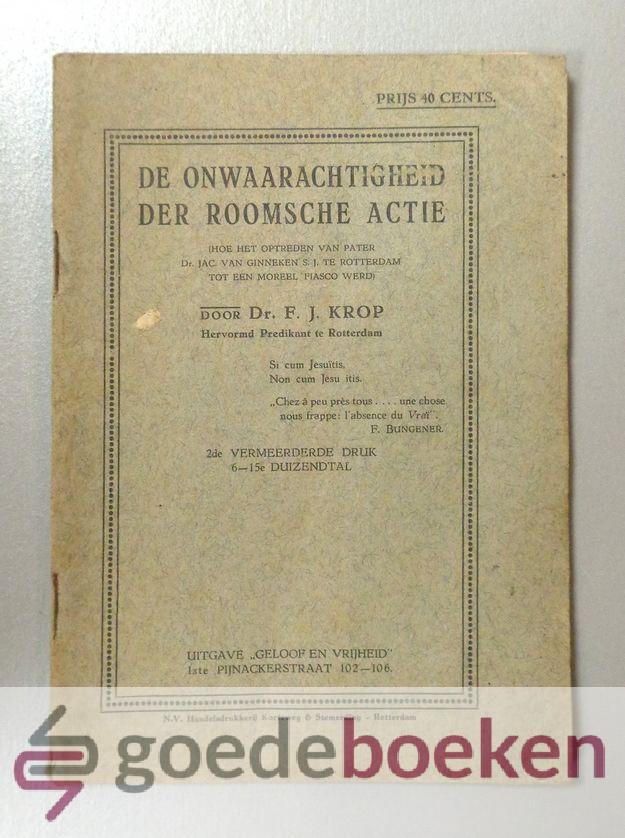 PRIJS 40 CENTS.
DE ONWAARACHTIGHEID
DER ROOMSCHE ACTIE
(HOE HET OPTREDEN VAN PATER
Dr. JAC. VAN GINNEKEN S. J. TE ROTTERDAM
TOT EEN MOREEL FIASCO WERD)
DOOR Dr. F. J. KROP
Hervormd Predikant te Rotterdam
Si cum Jesuïtis,
Non cum Jesu itis.
„Chez â peu près tous .... une chose
nous frappe: l'absence du Vraï".
F. BUNGENER.
2de VERMEERDERDE DRUK
6—15e DUIZENDTAL
UITGAVE „GELOOF EN VRIJHEID"
1ste PIJNACKERSTRAAT 102—106.
N.V. Handelsdrukkerij & - Rotterdam
goedeboeken